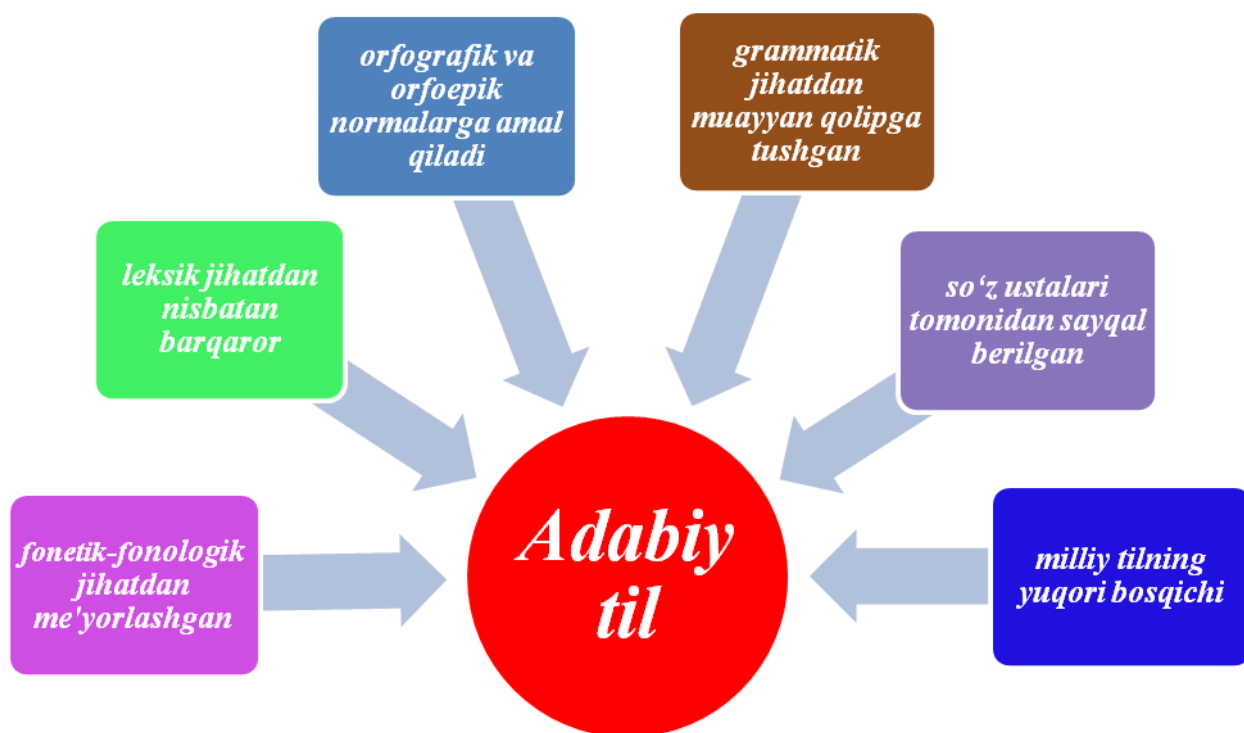 orfografik va
orfoepik
normalarga amal
qiladi
grammatik
jihatdan
muayyan qolipga
tushgan
leksik jihatdan
nisbatan
barqaror
so‘z ustalari
tomonidan sayqal
berilgan
fonetik-fonologik
jihatdan
me'yorlashgan
Adabiy
til
milliy tilning
yuqori bosqichi